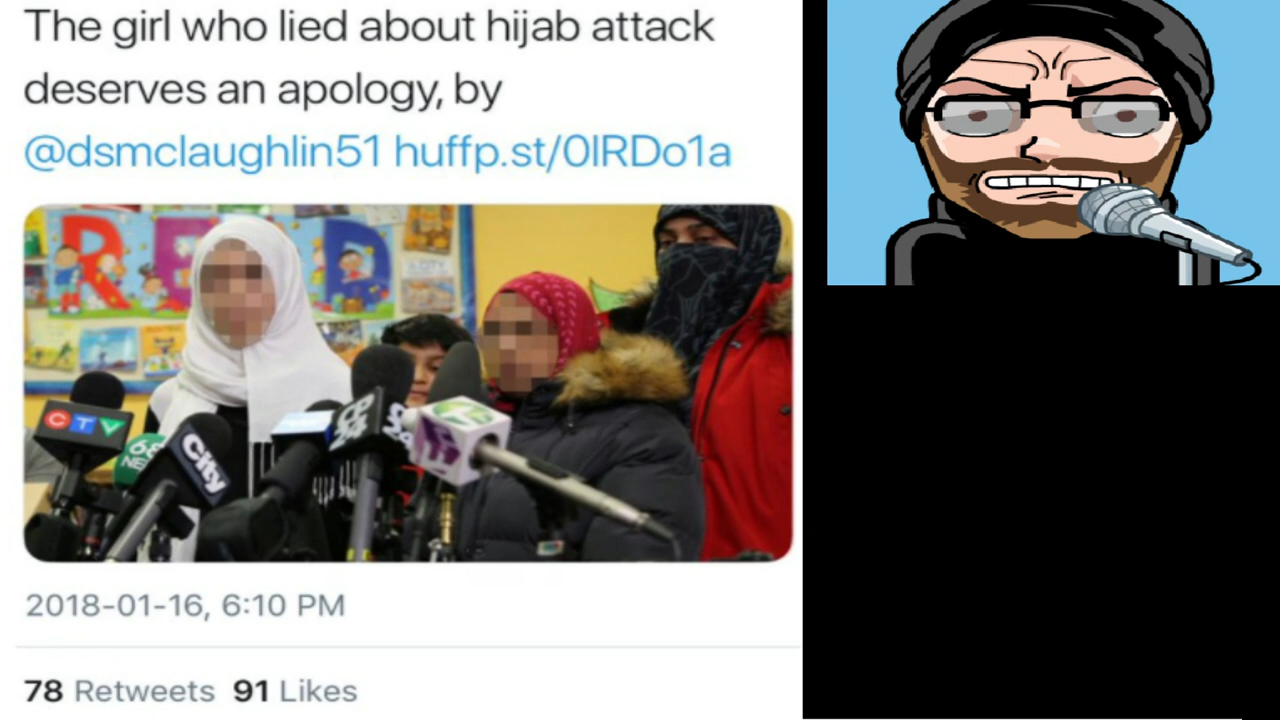 The girl who lied about hijab attack
deserves an apology, by
@dsmclaughlin51 huffp.st/0lRDo1a
READ
CTV
City
CP24
2018-01-16, 6:10 PM
78 Retweets 91 Likes